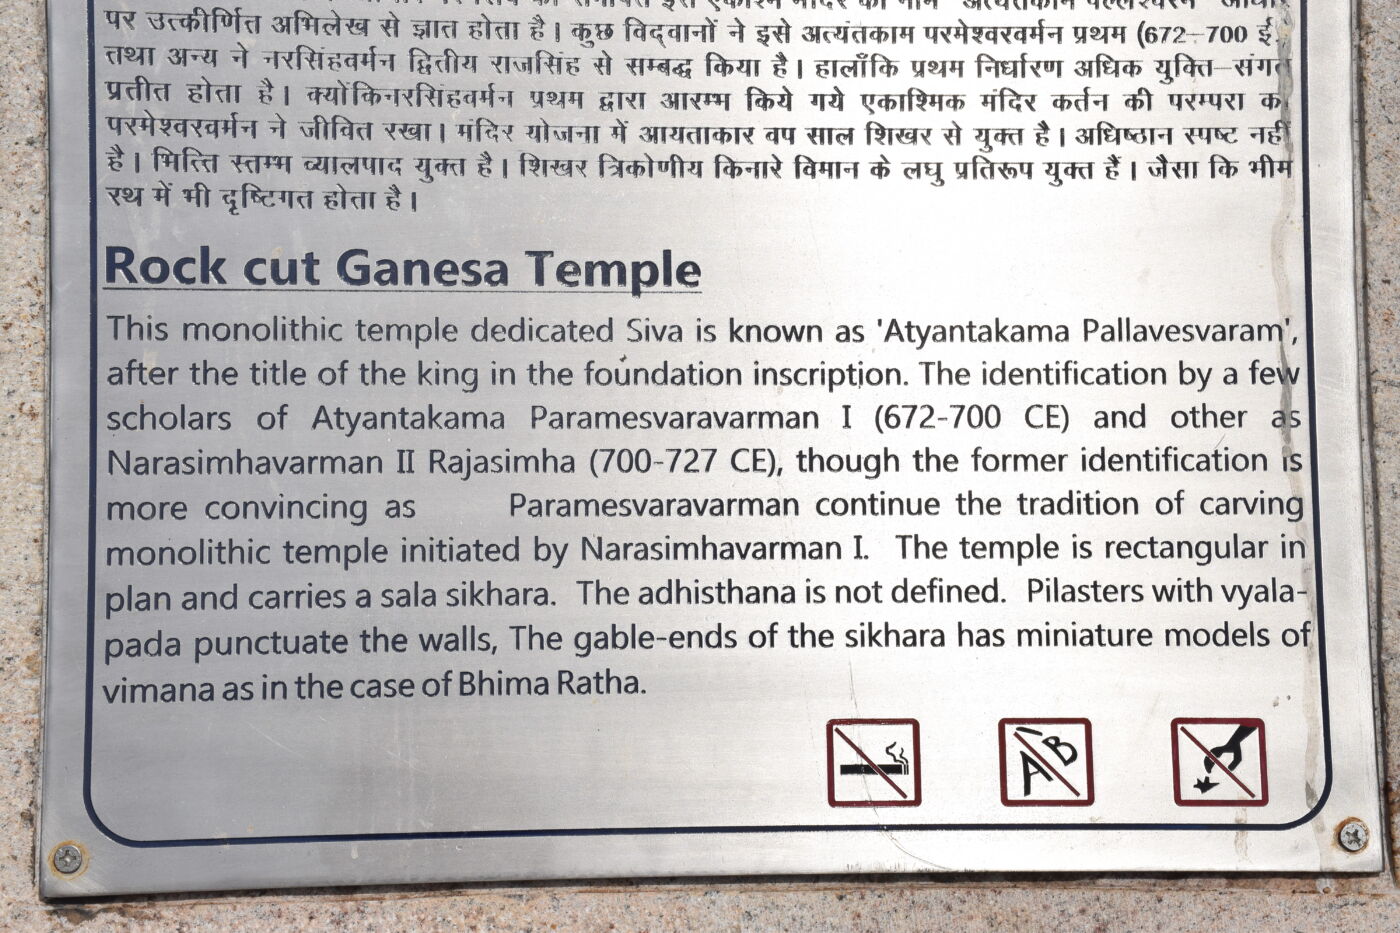 पर उत्कीर्णित अभिलेख से ज्ञात होता है। कुछ विद्वानों ने इसे अत्यंतकाम परमेश्वरवर्मन प्रथम (672-700 ई.
तथा अन्य ने नरसिंहवर्मन द्वितीय राजसिंह से सम्बद्ध किया है। हालाँकि प्रथम निर्धारण अधिक युक्ति-संगत
प्रतीत होता है। क्योंकिनरसिंहवर्मन प्रथम द्वारा आरम्भ किये गये एकाश्मिक मंदिर कर्तन की परम्परा क
परमेश्वरवर्मन ने जीवित रखा। मंदिर योजना में आयताकार वप साल शिखर से युक्त है। अधिष्ठान स्पष्ट नहीं
है। भित्ति स्तम्भ व्यालपाद युक्त है। शिखर त्रिकोणीय किनारे विमान के लघु प्रतिरूप युक्त हैं। जैसा कि भीम
रथ में भी दृष्टिगत होता है।
Rock cut Ganesa Temple
This monolithic temple dedicated Siva is known as 'Atyantakama Pallavesvaram',
after the title of the king in the foundation inscription. The identification by a few
scholars of Atyantakama Paramesvaravarman I (672-700 CE) and other as
Narasimhavarman II Rajasimha (700-727 CE), though the former identification is
more convincing as Paramesvaravarman continue the tradition of carving
monolithic temple initiated by Narasimhavarman I. The temple is rectangular in
plan and carries a sala sikhara. The adhisthana is not defined. Pilasters with vyala-
pada punctuate the walls, The gable-ends of the sikhara has miniature models of
vimana as in the case of Bhima Ratha.
A B